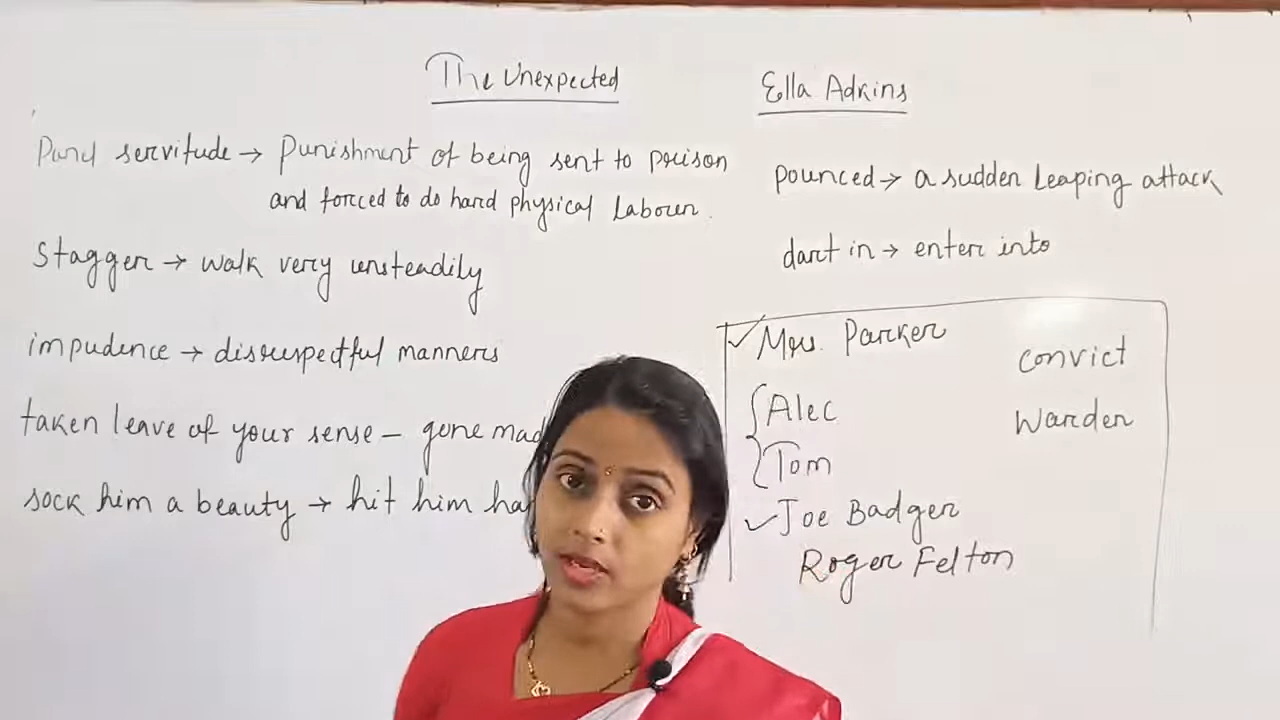 The Unexpected
Ella Adkins
servitude → Punishment of being sent to prison
and forced to do hard physical Labour.
Stagger → walk very unsteadily
impudence → disrespectful manners
taken leave of your sense – gone mad
sock him a beauty → hit him ha
pounced → a sudden leaping attack
dart in → enter into
✓ Mrs. Parker
Alec
Tom
✓ Joe Badger
Roger Felton
convict
Warder